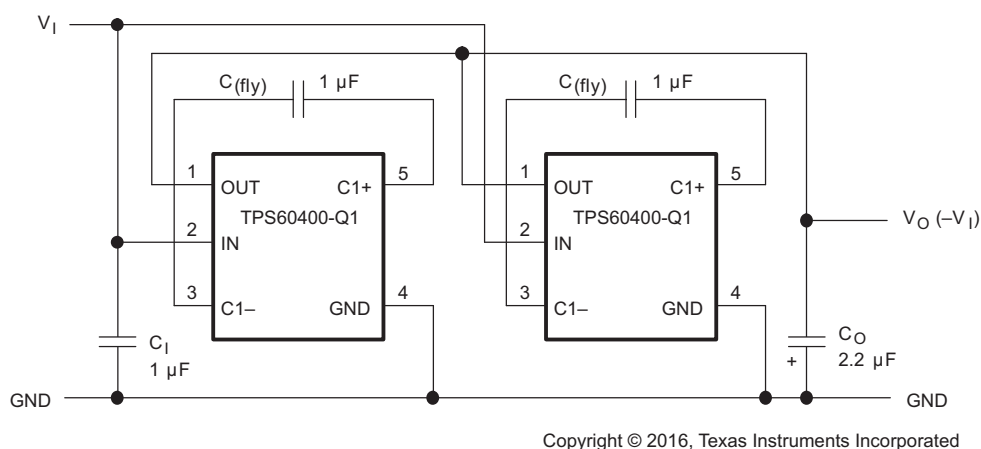 V_I
C_(fly) 1 µF
C_(fly) 1 µF
1 OUT C1+ 5
TPS60400-Q1
2 IN
3 C1– GND 4
1 OUT C1+ 5
TPS60400-Q1
2 IN
3 C1– GND 4
V_O (–V_I)
C_I
1 µF
C_O
+ 2.2 µF
GND
GND
Copyright © 2016, Texas Instruments Incorporated